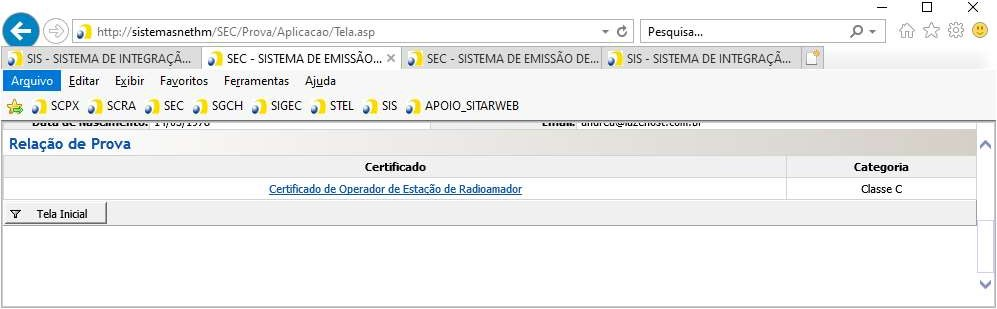 http://sistemasnethm/SEC/Prova/Aplicacao/Tela.asp
Pesquisa...
SIS - SISTEMA DE INTEGRAÇÃ...
SEC - SISTEMA DE EMISSÃO...
SEC - SISTEMA DE EMISSÃO DE...
SIS - SISTEMA DE INTEGRAÇÃ...
Arquivo Editar Exibir Favoritos Ferramentas Ajuda
SCPX SCRA SEC SGCH SIGEC STEL SIS APOIO_SITARWEB
Data de Nascimento: 14/03/1978 Email:
Relação de Prova
Certificado Categoria
Certificado de Operador de Estação de Radioamador Classe C
Tela Inicial